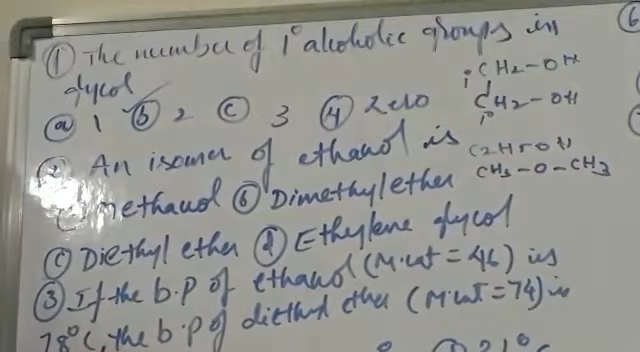 ① The number of 1° alcoholic groups in
glycol
ⓐ 1 ⓑ 2 ⓒ 3 ④ Zero
1° CH2-OH
CH2-OH
1°
② An isomer of ethanol is
C2H5OH
methanol ⓑ Dimethylether
CH3-O-CH3
ⓒ Diethyl ether ⓓ Ethylene glycol
③ If the b.p of ethanol (M.wt = 46) is
78°C, the b.p of diethyl ether (M.wt = 74) is